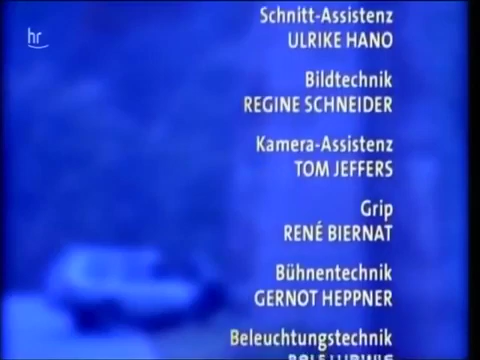 hr
Schnitt-Assistenz
ULRIKE HANO
Bildtechnik
REGINE SCHNEIDER
Kamera-Assistenz
TOM JEFFERS
Grip
RENÉ BIERNAT
Bühnentechnik
GERNOT HEPPNER
Beleuchtungstechnik